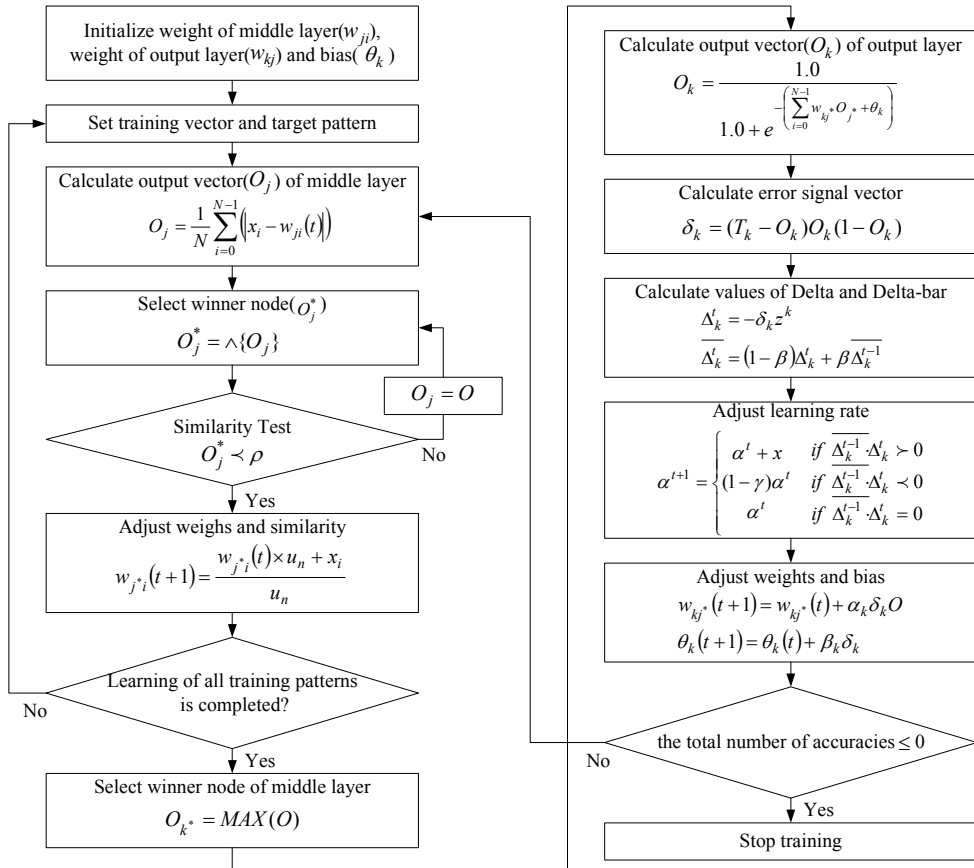 Initialize weight of middle layer(w_ji),
weight of output layer(w_kj) and bias( θ_k )
Set training vector and target pattern
Calculate output vector(O_j) of middle layer
O_j = 1/N ∑_{i=0}^{N-1} (|x_i − w_ji(t)|)
Select winner node(O_j^*)
O_j^* = ∧{O_j}
O_j = O
Similarity Test
O_j^* ≺ ρ
No
Yes
Adjust weighs and similarity
w_{j*i}(t+1) = (w_{j*i}(t) × u_n + x_i) / u_n
Learning of all training patterns
is completed?
No
Yes
Select winner node of middle layer
O_{k*} = MAX(O)
Calculate output vector(O_k) of output layer
O_k = 1.0 / (1.0 + e^{−(∑_{i=0}^{N-1} w_{kj*} O_{j*} + θ_k)})
Calculate error signal vector
δ_k = (T_k − O_k)O_k(1 − O_k)
Calculate values of Delta and Delta-bar
Δ_k^t = −δ_k z^k
\overline{Δ_k^t} = (1 − β)Δ_k^t + β\overline{Δ_k^{t-1}}
Adjust learning rate
α^{t+1} = {
α^t + x if \overline{Δ_k^{t-1}}·Δ_k^t ≻ 0
(1 − γ)α^t if \overline{Δ_k^{t-1}}·Δ_k^t ≺ 0
α^t if \overline{Δ_k^{t-1}}·Δ_k^t = 0
Adjust weights and bias
w_{kj*}(t+1) = w_{kj*}(t) + α_k δ_k O
θ_k(t+1) = θ_k(t) + β_k δ_k
the total number of accuracies ≤ 0
No
Yes
Stop training